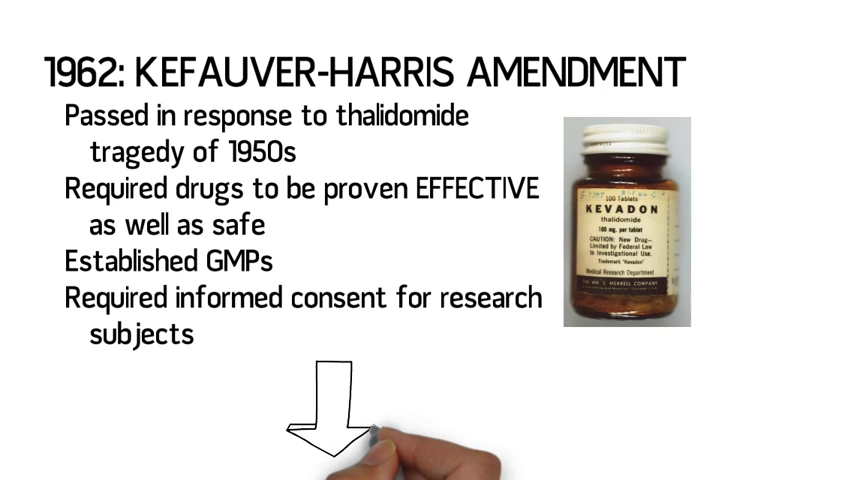 1962: KEFAUVER-HARRIS AMENDMENT
Passed in response to thalidomide
tragedy of 1950s
Required drugs to be proven EFFECTIVE
as well as safe
Established GMPs
Required informed consent for research
subjects
100 Tablets
KEVADON
thalidomide
100 mg. per tablet
CAUTION: New Drug—
Limited by Federal Law
to Investigational Use.
Trademark "Kevadon"
Medical Research Department
THE WM. S. MERRELL COMPANY